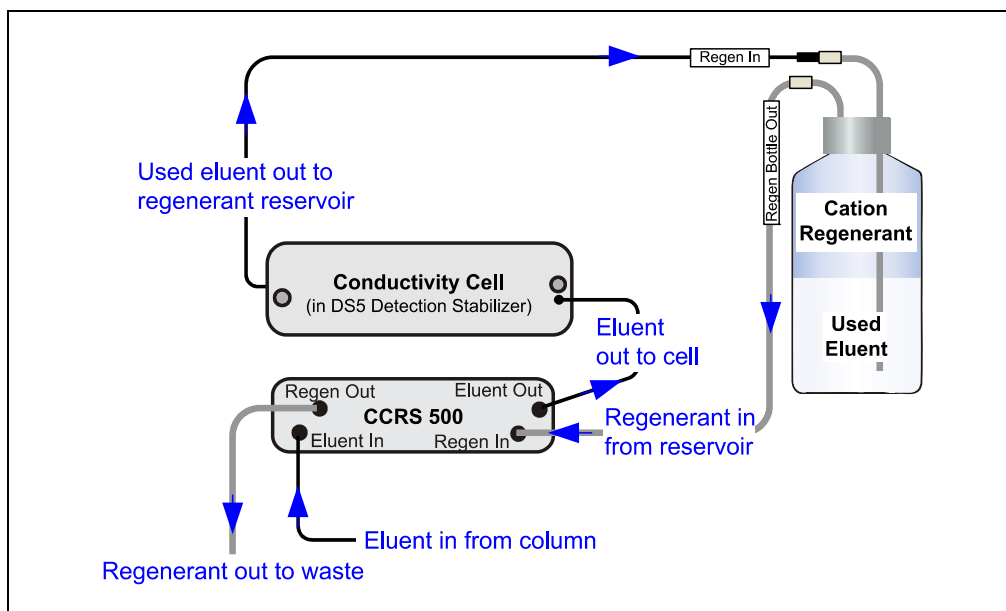 Regen In
Regen Bottle Out
Used eluent out to
regenerant reservoir
Cation
Regenerant
Conductivity Cell
(in DS5 Detection Stabilizer)
Used
Eluent
Eluent
out to cell
Regen Out
Eluent Out
CCRS 500
Eluent In
Regen In
Regenerant in
from reservoir
Eluent in from column
Regenerant out to waste